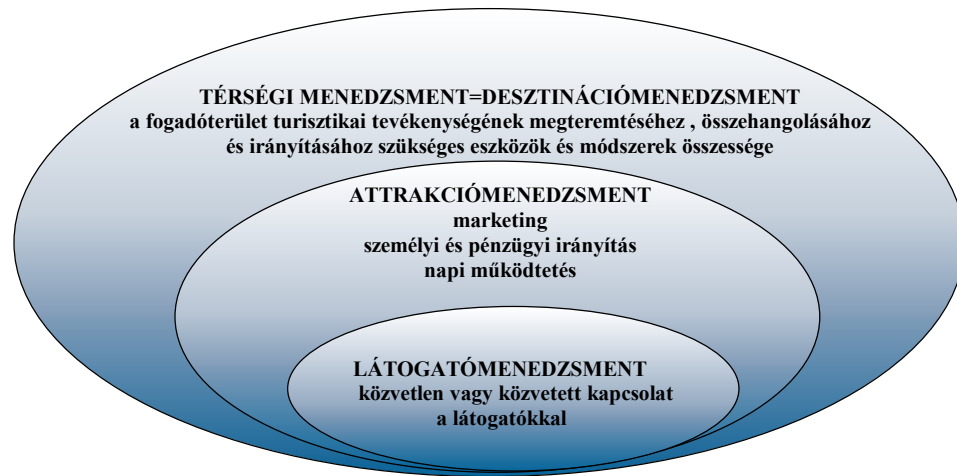 TÉRSÉGI MENEDZSMENT=DESZTINÁCIÓMENEDZSMENT
a fogadóterület turisztikai tevékenységének megteremtéséhez , összehangolásához
és irányításához szükséges eszközök és módszerek összessége
ATTRAKCIÓMENEDZSMENT
marketing
személyi és pénzügyi irányítás
napi működtetés
LÁTOGATÓMENEDZSMENT
közvetlen vagy közvetett kapcsolat
a látogatókkal